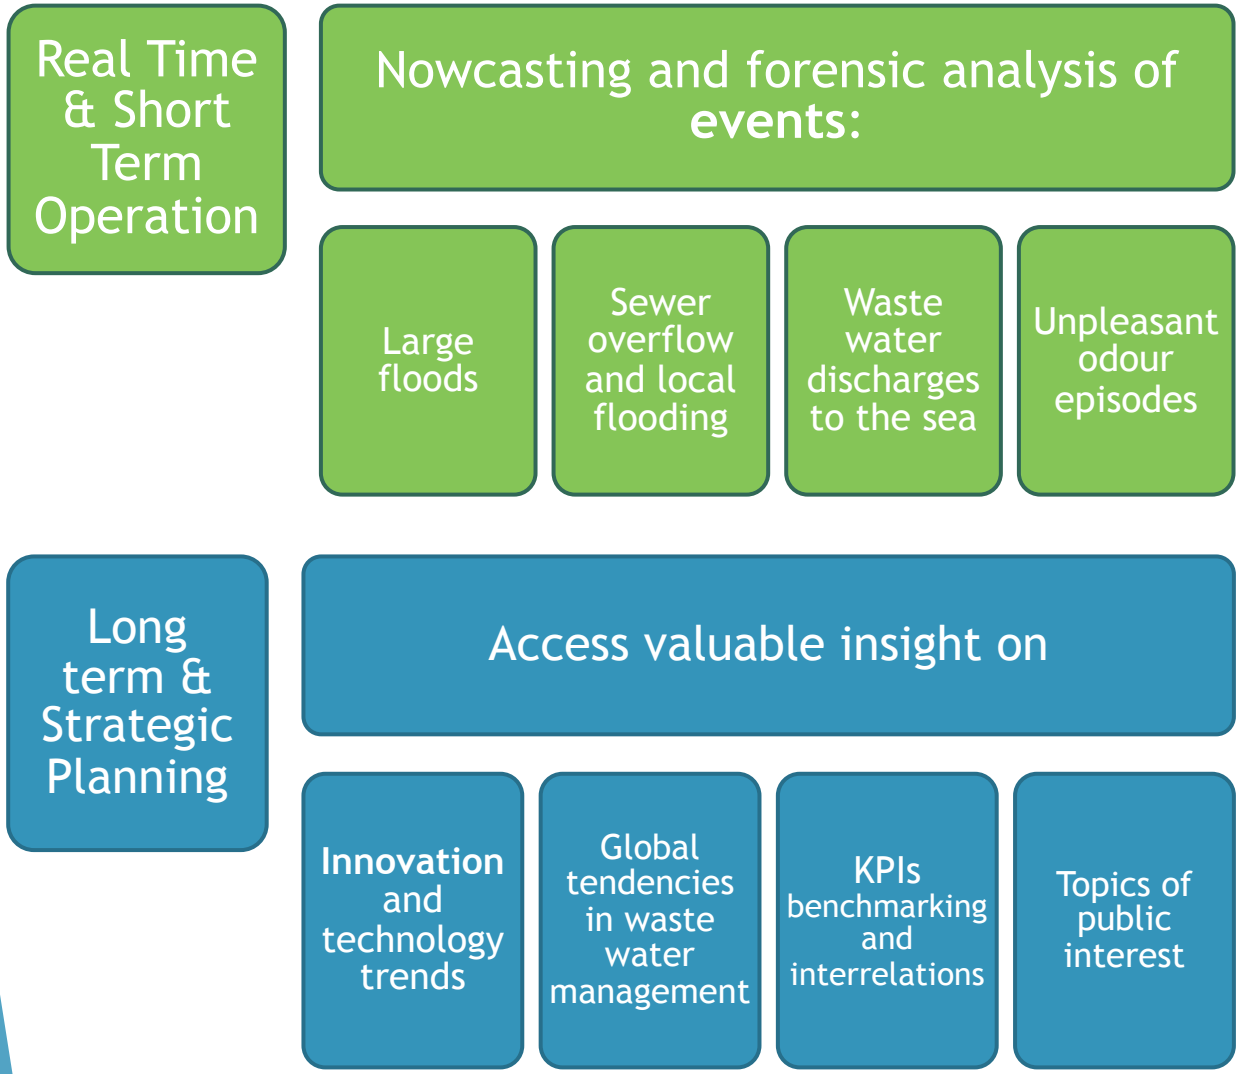 Real Time
& Short
Term
Operation
Nowcasting and forensic analysis of
events:
Large
floods
Sewer
overflow
and local
flooding
Waste
water
discharges
to the sea
Unpleasant
odour
episodes
Long
term &
Strategic
Planning
Access valuable insight on
Innovation
and
technology
trends
Global
tendencies
in waste
water
management
KPIs
benchmarking
and
interrelations
Topics of
public
interest